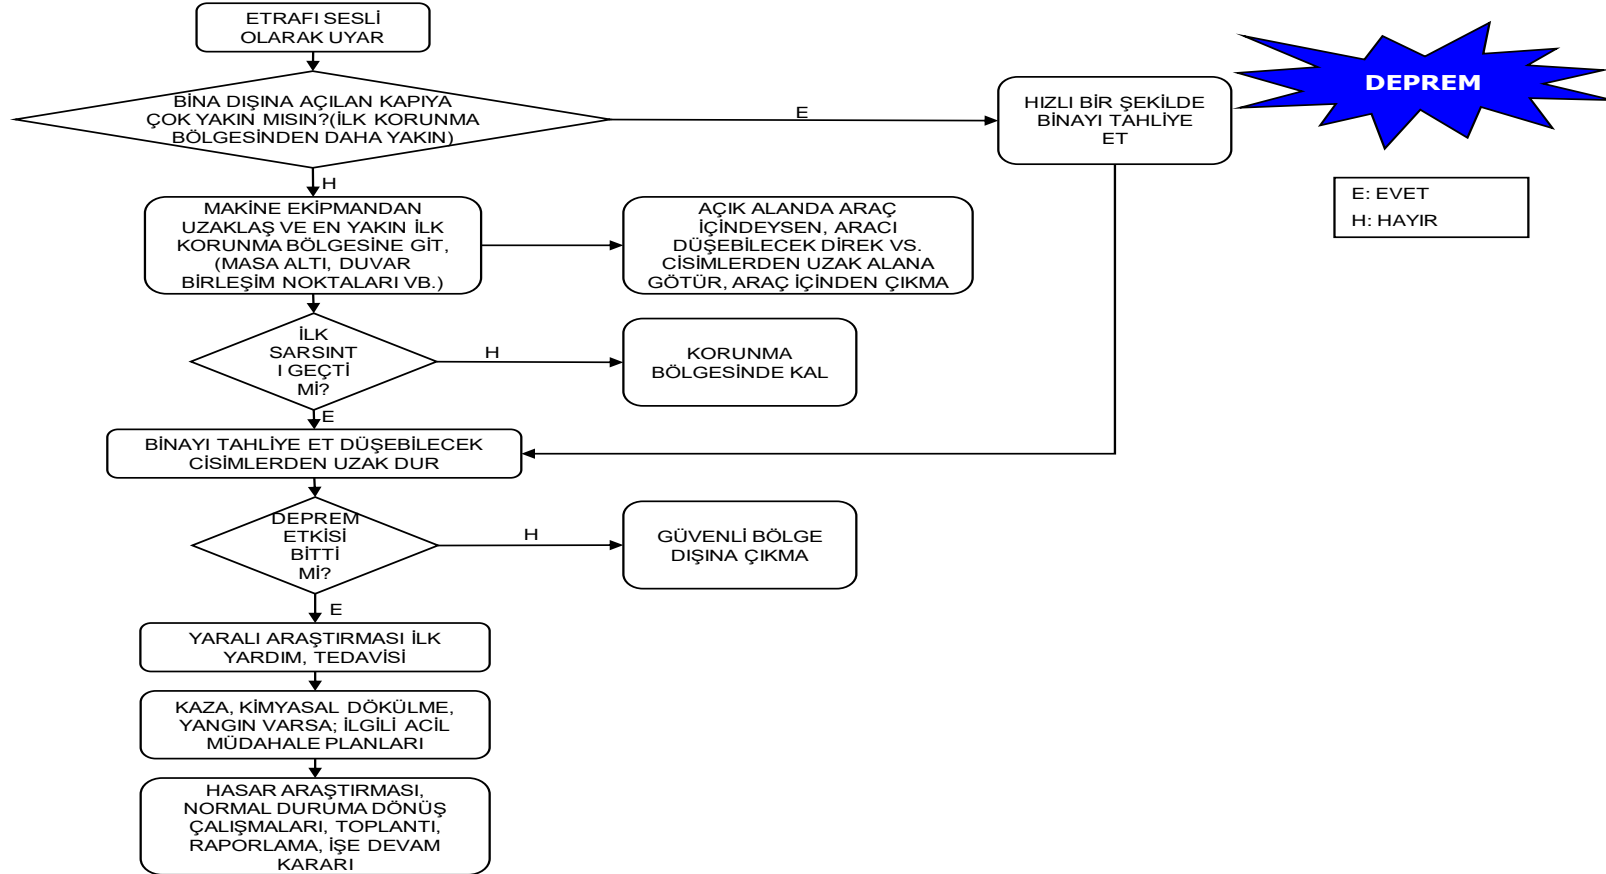 ETRAFI SESLİ
OLARAK UYAR
DEPREM
BİNA DIŞINA AÇILAN KAPIYA
ÇOK YAKIN MISIN?(İLK KORUNMA
BÖLGESİNDEN DAHA YAKIN)
E
HIZLI BİR ŞEKİLDE
BİNAYI TAHLİYE
ET
E: EVET
H: HAYIR
H
MAKİNE EKİPMANDAN
UZAKLAŞ VE EN YAKIN İLK
KORUNMA BÖLGESİNE GİT,
(MASA ALTI, DUVAR
BİRLEŞİM NOKTALARI VB.)
AÇIK ALANDA ARAÇ
İÇİNDEYSEN, ARACI
DÜŞEBİLECEK DİREK VS.
CİSİMLERDEN UZAK ALANA
GÖTÜR, ARAÇ İÇİNDEN ÇIKMA
İLK
SARSINT
I GEÇTİ
Mİ?
H
KORUNMA
BÖLGESİNDE KAL
E
BİNAYI TAHLİYE ET DÜŞEBİLECEK
CİSİMLERDEN UZAK DUR
DEPREM
ETKİSİ
BİTTİ
Mİ?
H
GÜVENLİ BÖLGE
DIŞINA ÇIKMA
E
YARALI ARAŞTIRMASI İLK
YARDIM, TEDAVİSİ
KAZA, KİMYASAL DÖKÜLME,
YANGIN VARSA; İLGİLİ ACİL
MÜDAHALE PLANLARI
HASAR ARAŞTIRMASI,
NORMAL DURUMA DÖNÜŞ
ÇALIŞMALARI, TOPLANTI,
RAPORLAMA, İŞE DEVAM
KARARI